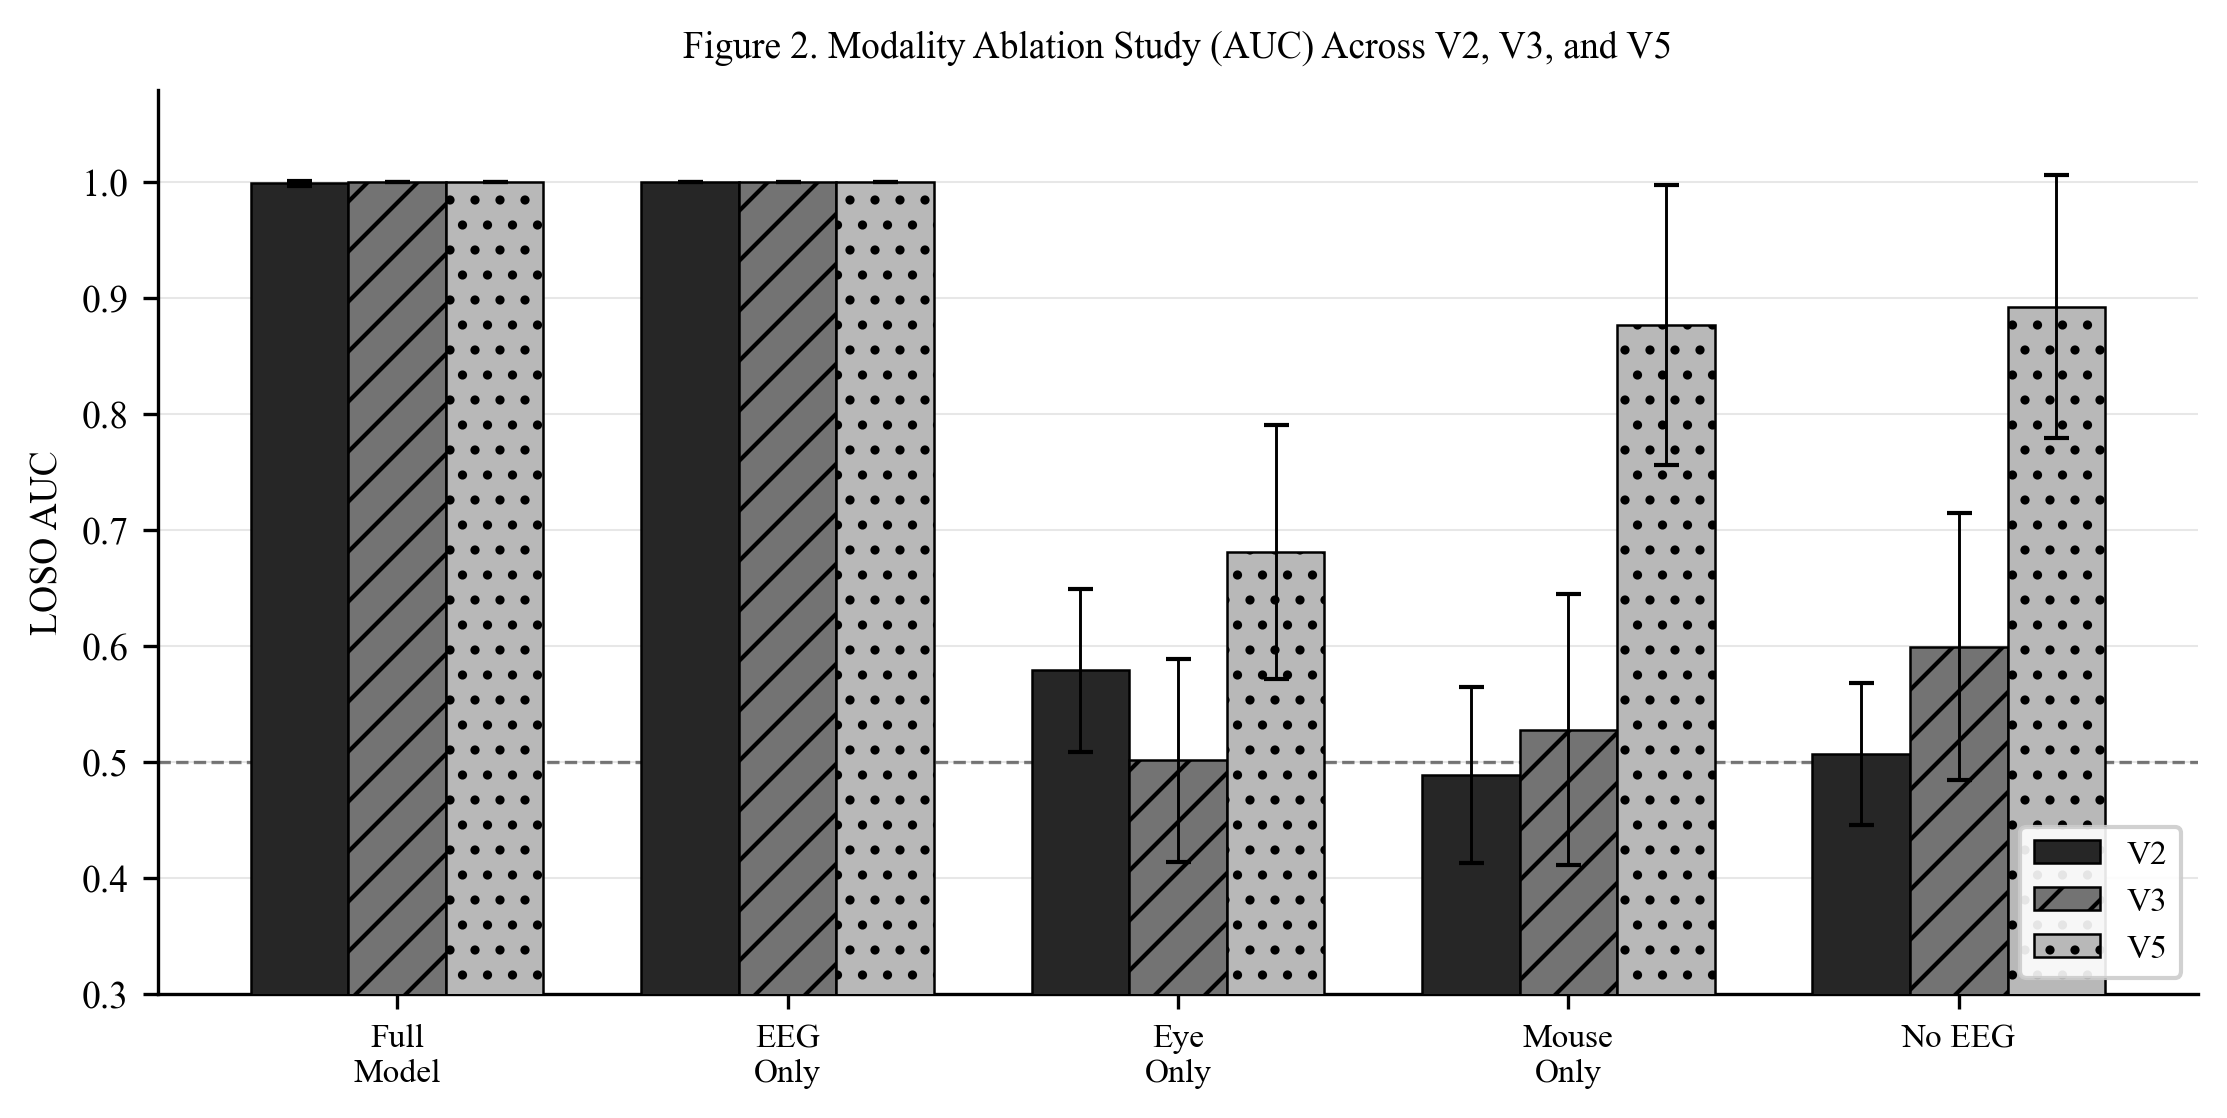 Figure 2. Modality Ablation Study (AUC) Across V2, V3, and V5
LOSO AUC
1.0
0.9
0.8
0.7
0.6
0.5
0.4
0.3
Full
Model
EEG
Only
Eye
Only
Mouse
Only
No EEG
V2
V3
V5